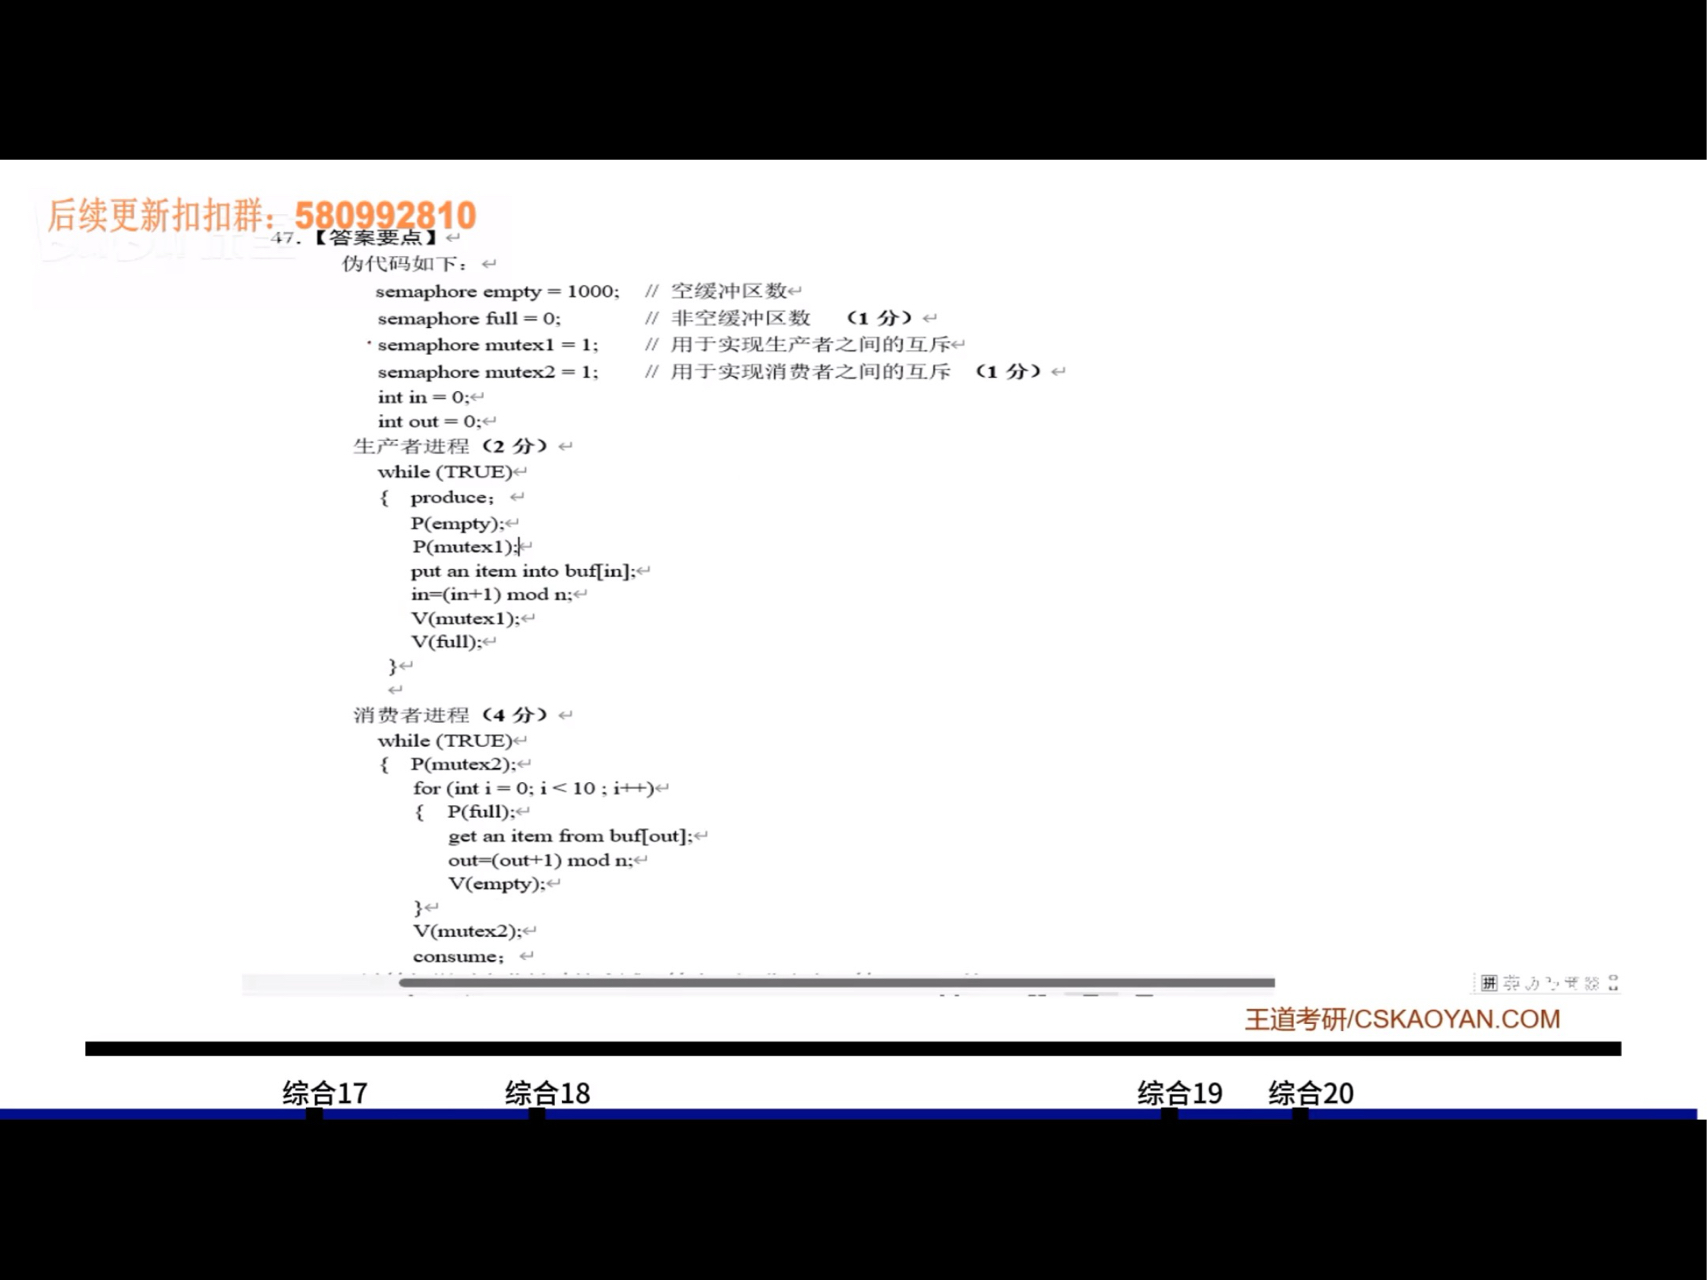 后续更新扣扣群：580992810
47.【答案要点】
伪代码如下：
semaphore empty = 1000; // 空缓冲区数
semaphore full = 0; // 非空缓冲区数 （1 分）
semaphore mutex1 = 1; // 用于实现生产者之间的互斥
semaphore mutex2 = 1; // 用于实现消费者之间的互斥 （1 分）
int in = 0;
int out = 0;
生产者进程（2 分）
while (TRUE)
{ produce；
P(empty);
P(mutex1);
put an item into buf[in];
in=(in+1) mod n;
V(mutex1);
V(full);
}
消费者进程（4 分）
while (TRUE)
{ P(mutex2);
for (int i = 0; i < 10 ; i++)
{ P(full);
get an item from buf[out];
out=(out+1) mod n;
V(empty);
}
V(mutex2);
consume；
拼
王道考研/CSKAOYAN.COM
综合17 综合18 综合19 综合20